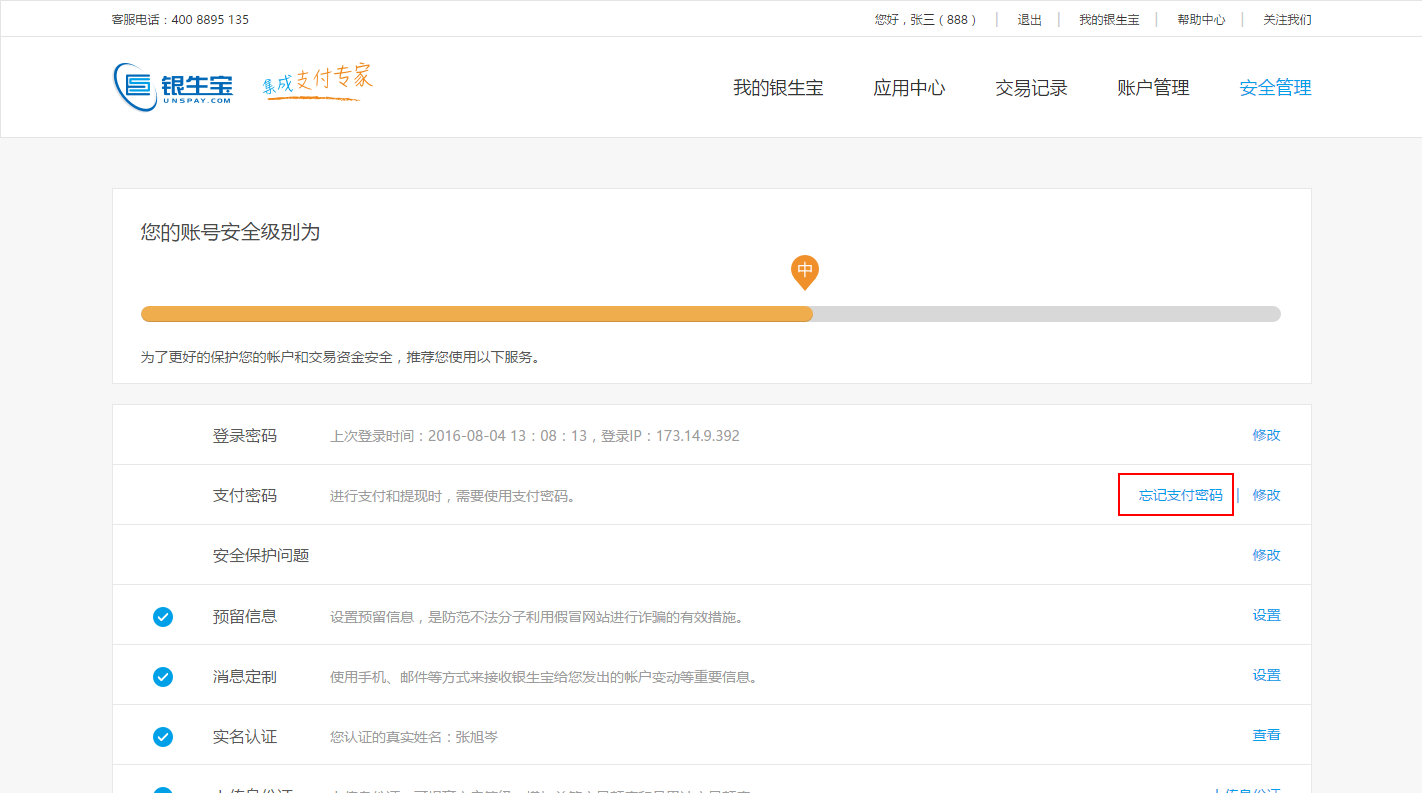 客服电话：400 8895 135
您好，张三（888 ） | 退出 | 我的银生宝 | 帮助中心 | 关注我们
银生宝
UNSPAY.COM
集成支付专家
我的银生宝 应用中心 交易记录 账户管理 安全管理
您的账号安全级别为
中
为了更好的保护您的帐户和交易资金安全，推荐您使用以下服务。
登录密码 上次登录时间：2016-08-04 13：08：13，登录IP：173.14.9.392 修改
支付密码 进行支付和提现时，需要使用支付密码。 忘记支付密码 | 修改
安全保护问题 修改
预留信息 设置预留信息，是防范不法分子利用假冒网站进行诈骗的有效措施。 设置
消息定制 使用手机、邮件等方式来接收银生宝给您发出的帐户变动等重要信息。 设置
实名认证 您认证的真实姓名：张旭岑 查看
上传身份证 上传身份证